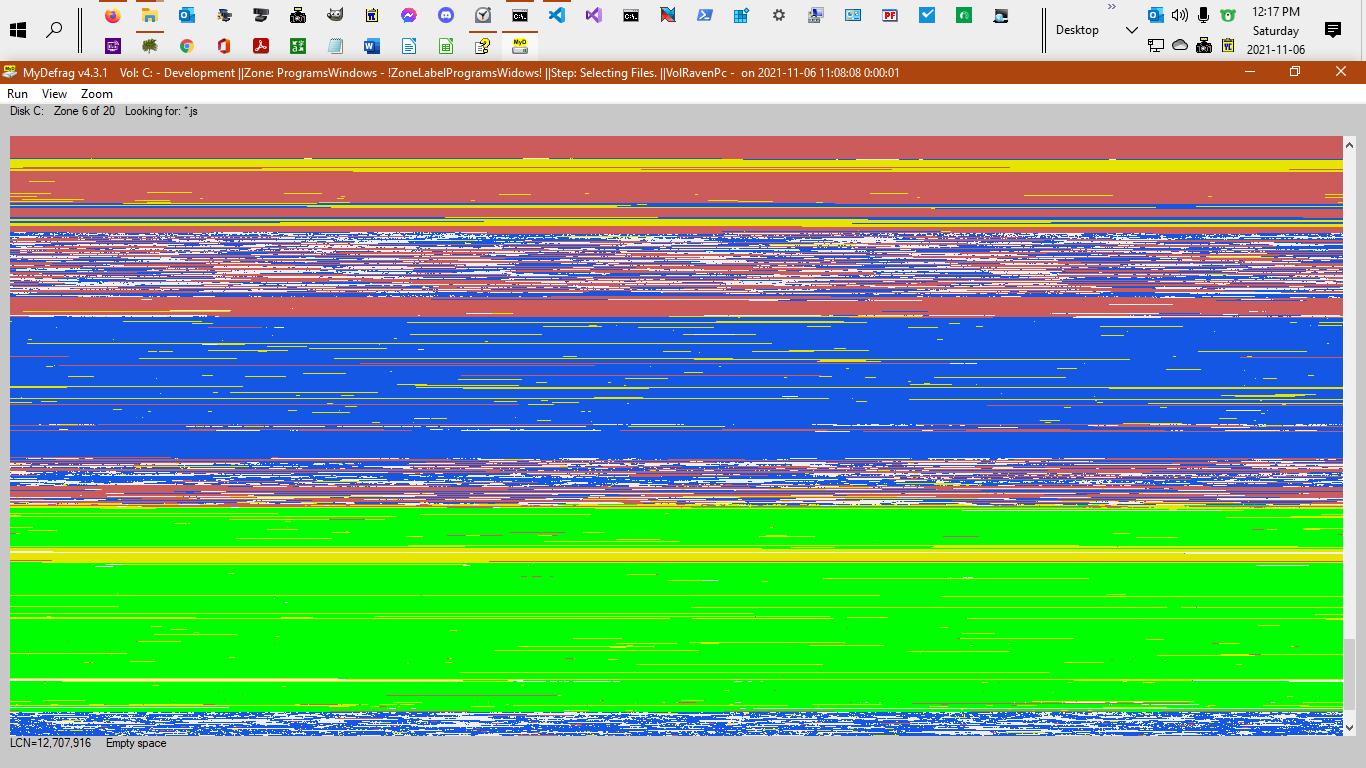 12:17 PM
Desktop
Saturday
2021-11-06
MyDefrag v4.3.1 Vol: C: - Development ||Zone: ProgramsWindows - !ZoneLabelProgramsWidows! ||Step: Selecting Files. ||VolRavenPc - on 2021-11-06 11:08:08 0:00:01
Run View Zoom
Disk C: Zone 6 of 20 Looking for: *.js
LCN=12,707,916 Empty space